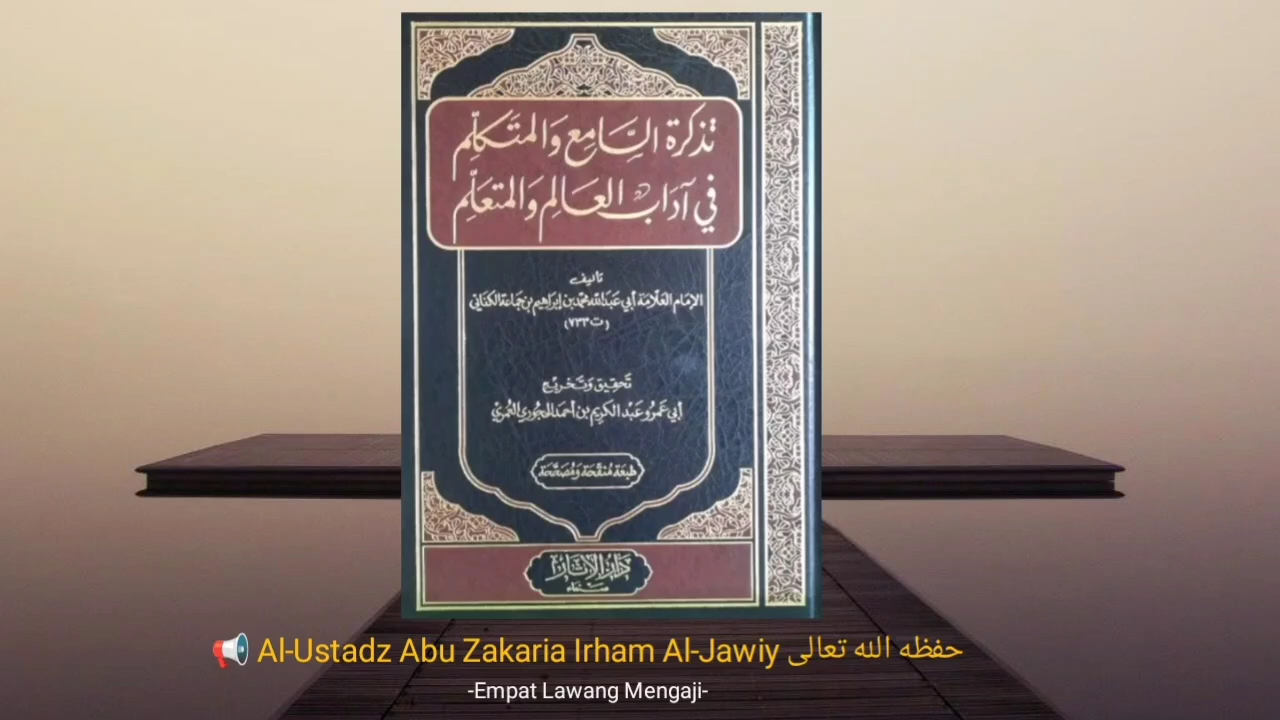 تذكرة السامع والمتكلم
في آداب العالم والمتعلم
تأليف
الإمام العلامة أبي عبد الله محمد بن إبراهيم بن جماعة الكناني
(ت ٧٣٣)
تحقيق وتخريج
أبي عمرو عبد الكريم بن أحمد الحجوري العمري
طبعة منقحة ومصححة
دار الآثار
صنعاء
📢 Al-Ustadz Abu Zakaria Irham Al-Jawiy حفظه الله تعالى
-Empat Lawang Mengaji-